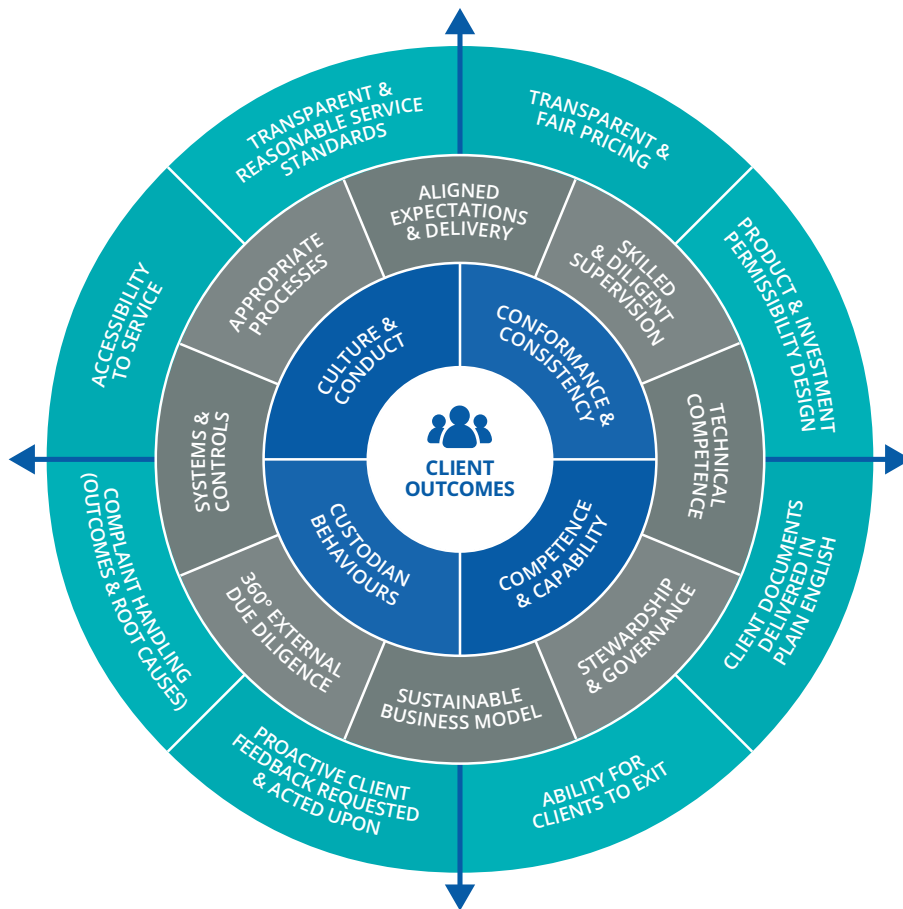 TRANSPARENT &
REASONABLE SERVICE
STANDARDS
TRANSPARENT &
FAIR PRICING
PRODUCT & INVESTMENT
PERMISSIBILITY DESIGN
CLIENT DOCUMENTS
DELIVERED IN
PLAIN ENGLISH
ABILITY FOR
CLIENTS TO EXIT
PROACTIVE CLIENT
FEEDBACK REQUESTED
& ACTED UPON
COMPLAINT HANDLING
(OUTCOMES & ROOT CAUSES)
ACCESSIBILITY
TO SERVICE
ALIGNED
EXPECTATIONS
& DELIVERY
SKILLED
& DILIGENT
SUPERVISION
TECHNICAL
COMPETENCE
STEWARDSHIP
& GOVERNANCE
SUSTAINABLE
BUSINESS MODEL
360° EXTERNAL
DUE DILIGENCE
SYSTEMS &
CONTROLS
APPROPRIATE
PROCESSES
CULTURE &
CONDUCT
CONFORMANCE &
CONSISTENCY
COMPETENCE
& CAPABILITY
CUSTODIAN
BEHAVIOURS
CLIENT
OUTCOMES